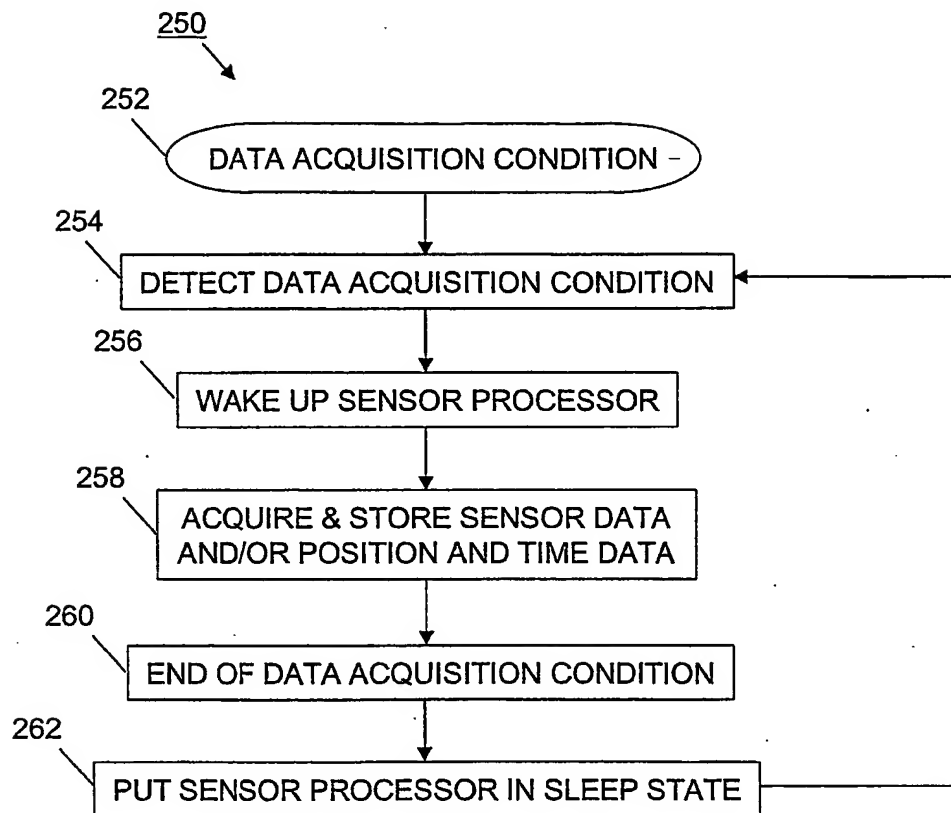 250
252
DATA ACQUISITION CONDITION -
254
DETECT DATA ACQUISITION CONDITION
256
WAKE UP SENSOR PROCESSOR
258
ACQUIRE & STORE SENSOR DATA
AND/OR POSITION AND TIME DATA
260
END OF DATA ACQUISITION CONDITION
262
PUT SENSOR PROCESSOR IN SLEEP STATE